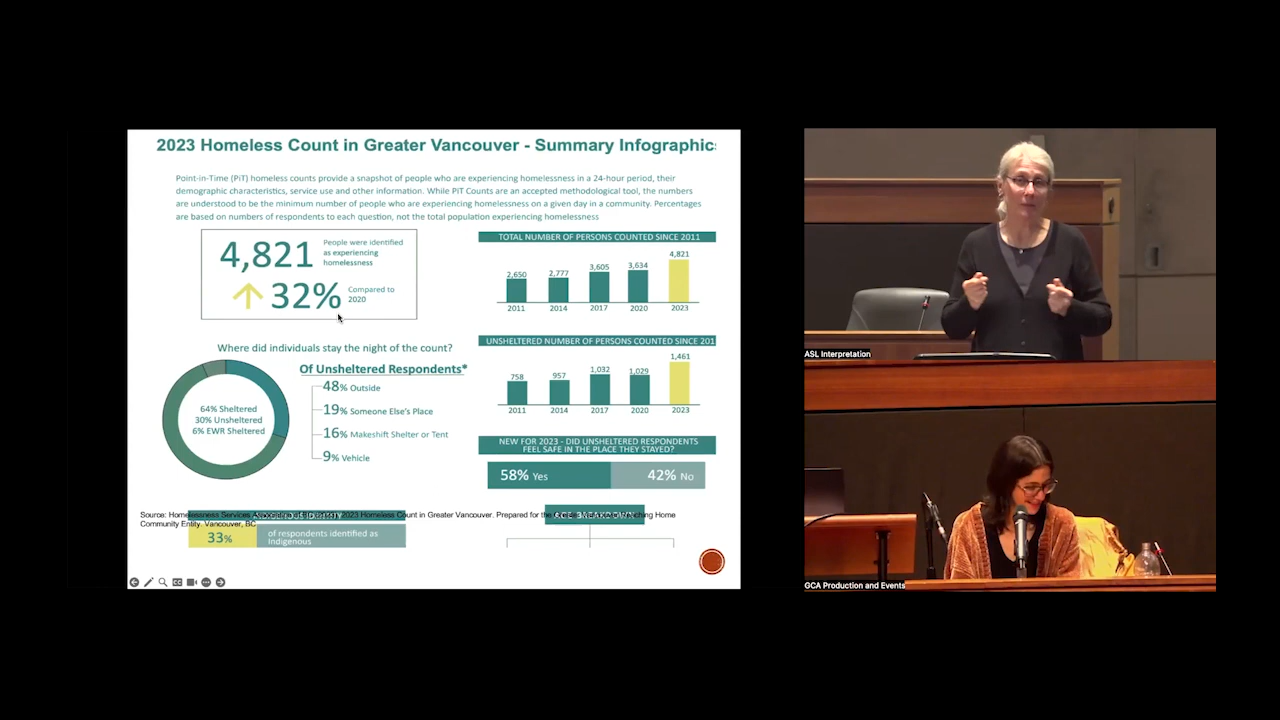 2023 Homeless Count in Greater Vancouver - Summary Infographic
Point-in-Time (PiT) homeless counts provide a snapshot of people who are experiencing homelessness in a 24-hour period, their
demographic characteristics, service use and other information. While PiT Counts are an accepted methodological tool, the numbers
are understood to be the minimum number of people who are experiencing homelessness on a given day in a community. Percentages
are based on numbers of respondents to each question, not the total population experiencing homelessness
4,821
People were identified
as experiencing
homelessness
32%
Compared to
2020
TOTAL NUMBER OF PERSONS COUNTED SINCE 2011
2,650 2,777 3,605 3,634 4,821
2011 2014 2017 2020 2023
Where did individuals stay the night of the count?
64% Sheltered
30% Unsheltered
6% EWR Sheltered
Of Unsheltered Respondents*
48% Outside
19% Someone Else's Place
16% Makeshift Shelter or Tent
9% Vehicle
UNSHELTERED NUMBER OF PERSONS COUNTED SINCE 201
758 957 1,032 1,029 1,461
2011 2014 2017 2020 2023
NEW FOR 2023 - DID UNSHELTERED RESPONDENTS
FEEL SAFE IN THE PLACE THEY STAYED?
58% Yes 42% No
Source: Homelessness Services 2023 Homeless Count in Greater Vancouver. Prepared for the Home
Community Entity. Vancouver, BC
33%
of respondents identified as
Indigenous
AGE BREAKDOWN
ASL Interpretation
GCA Production and Events